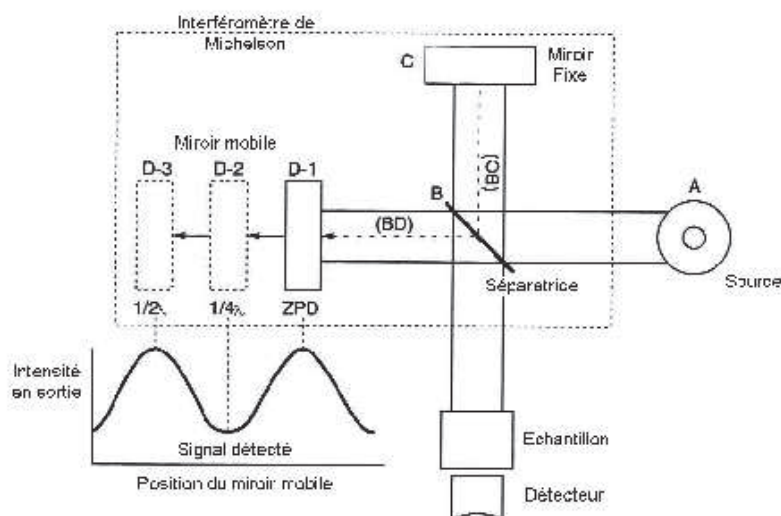 Interféromètre de
Michelson
C
Miroir
Fixe
Miroir mobile
D-3
D-2
D-1
B
(BC)
A
(BD)
Source
Séparatrice
1/2λ
1/4λ
ZPD
Intensité
en sortie
Signal détecté
Echantillon
Position du miroir mobile
Détecteur